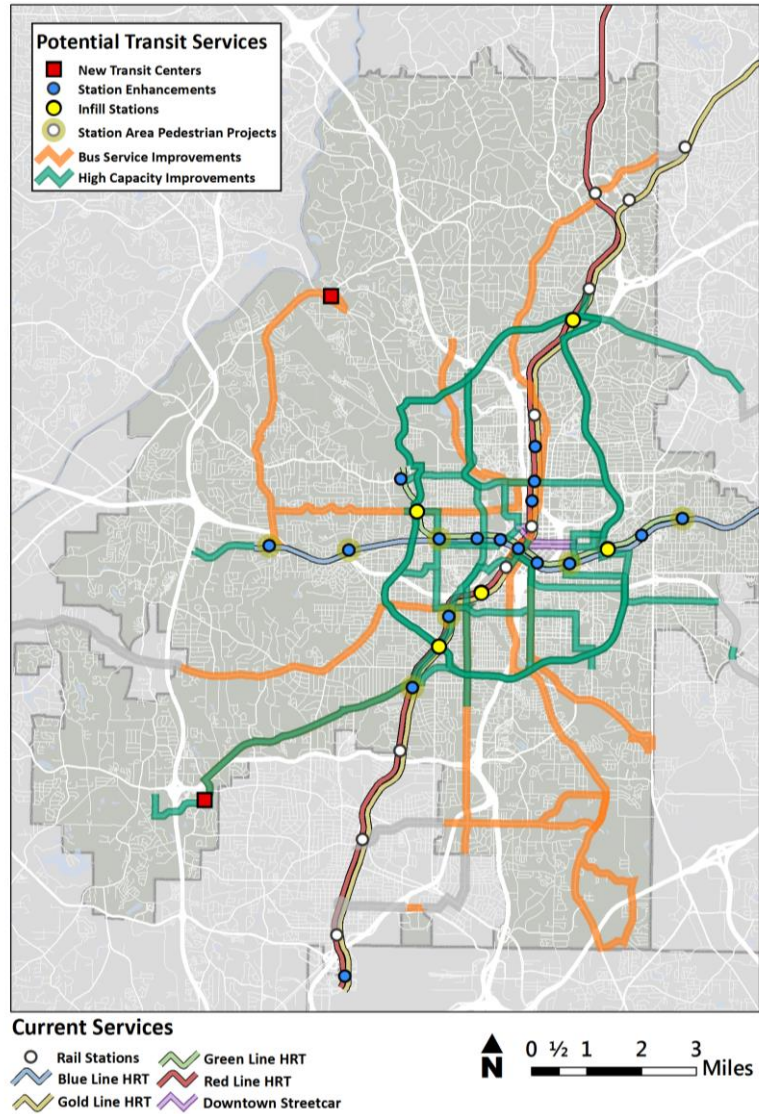 Potential Transit Services
New Transit Centers
Station Enhancements
Infill Stations
Station Area Pedestrian Projects
Bus Service Improvements
High Capacity Improvements
Current Services
Rail Stations
Blue Line HRT
Gold Line HRT
Green Line HRT
Red Line HRT
Downtown Streetcar
N
0 ½ 1 2 3
Miles